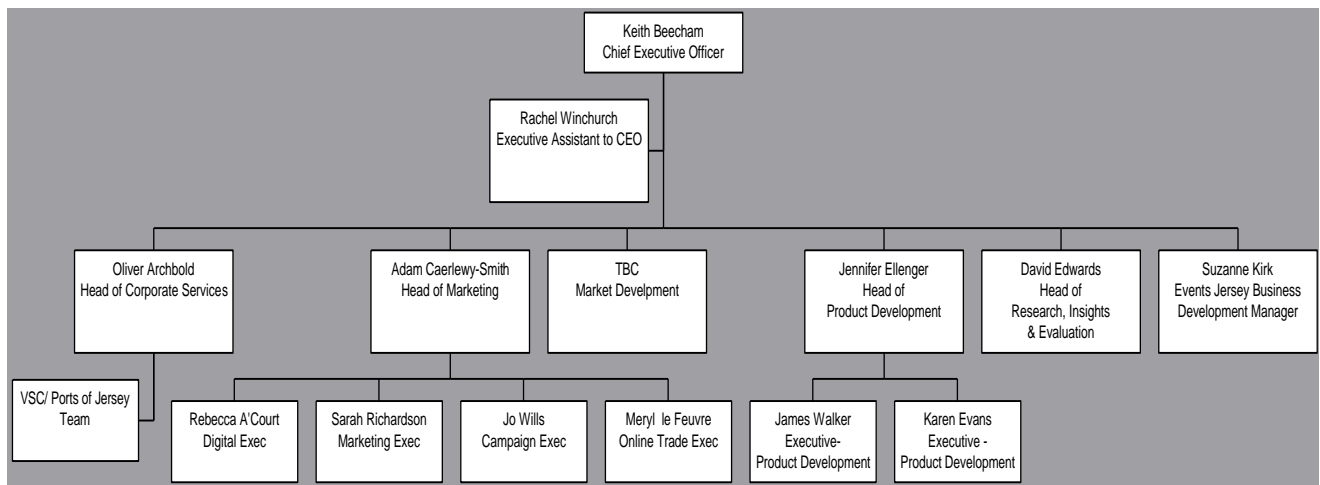 Keith Beecham
Chief Executive Officer
Rachel Winchurch
Executive Assistant to CEO
Oliver Archbold
Head of Corporate Services
Adam Caerlewy-Smith
Head of Marketing
TBC
Market Develpment
Jennifer Ellenger
Head of
Product Development
David Edwards
Head of
Research, Insights
& Evaluation
Suzanne Kirk
Events Jersey Business
Development Manager
VSC/ Ports of Jersey
Team
Rebecca A'Court
Digital Exec
Sarah Richardson
Marketing Exec
Jo Wills
Campaign Exec
Meryl le Feuvre
Online Trade Exec
James Walker
Executive-
Product Development
Karen Evans
Executive -
Product Development